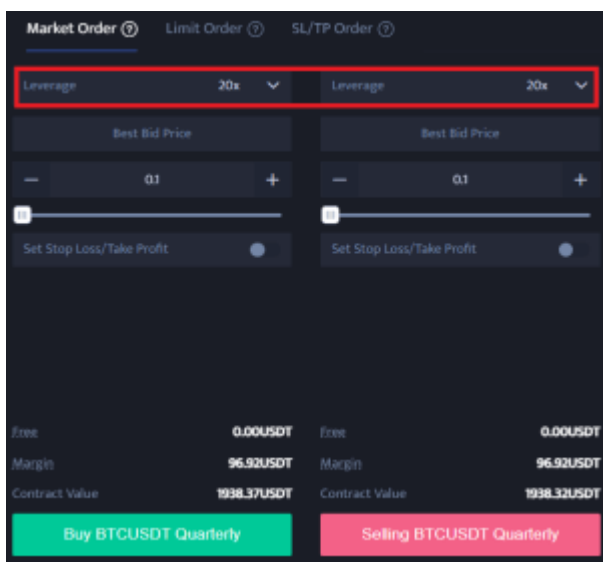 Market Order ? Limit Order ? SL/TP Order ?
Leverage 20x Leverage 20x
Best Bid Price Best Bid Price
— 0.1 + — 0.1 +
Set Stop Loss/Take Profit Set Stop Loss/Take Profit
Free 0.00USDT Free 0.00USDT
Margin 96.92USDT Margin 96.92USDT
Contract Value 1938.37USDT Contract Value 1938.32USDT
Buy BTCUSDT Quarterly Selling BTCUSDT Quarterly